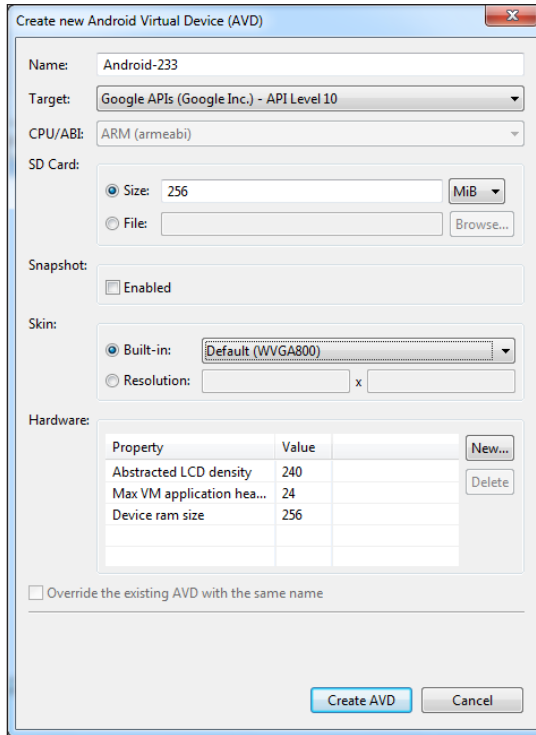 Create new Android Virtual Device (AVD)
Name: Android-233
Target: Google APIs (Google Inc.) - API Level 10
CPU/ABI: ARM (armeabi)
SD Card:
Size: 256 MiB
File: Browse...
Snapshot:
Enabled
Skin:
Built-in: Default (WVGA800)
Resolution: x
Hardware:
Property Value New...
Abstracted LCD density 240 Delete
Max VM application hea... 24
Device ram size 256
Override the existing AVD with the same name
Create AVD Cancel